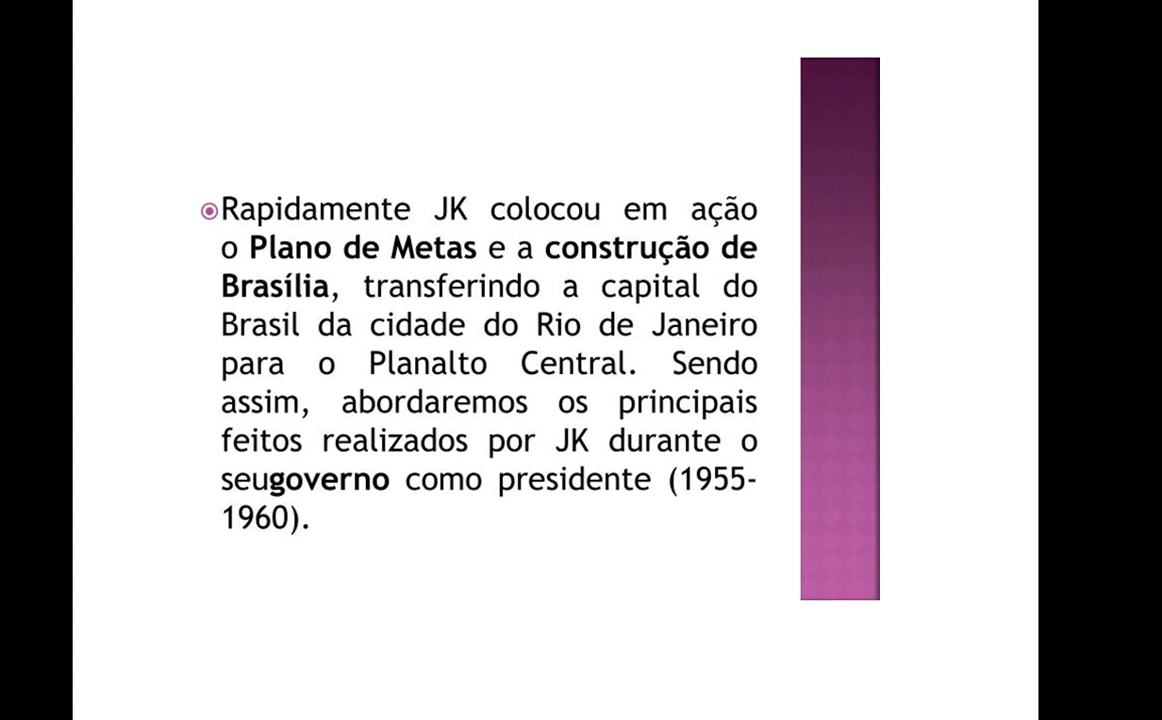 Rapidamente JK colocou em ação
o Plano de Metas e a construção de
Brasília, transferindo a capital do
Brasil da cidade do Rio de Janeiro
para o Planalto Central. Sendo
assim, abordaremos os principais
feitos realizados por JK durante o
seugoverno como presidente (1955-
1960).